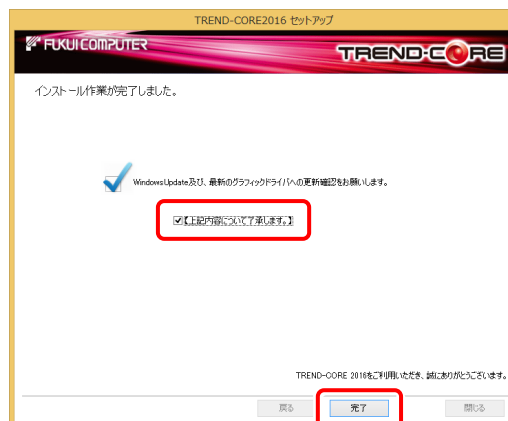 TREND-CORE2016 セットアップ
FUKUI COMPUTER
TREND-CORE
インストール作業が完了しました。
WindowsUpdate及び、最新のグラフィックドライバへの更新確認をお願いします。
【上記内容について了承します。】
TREND-CORE 2016をご利用いただき、誠にありがとうございます。
戻る 完了 閉じる